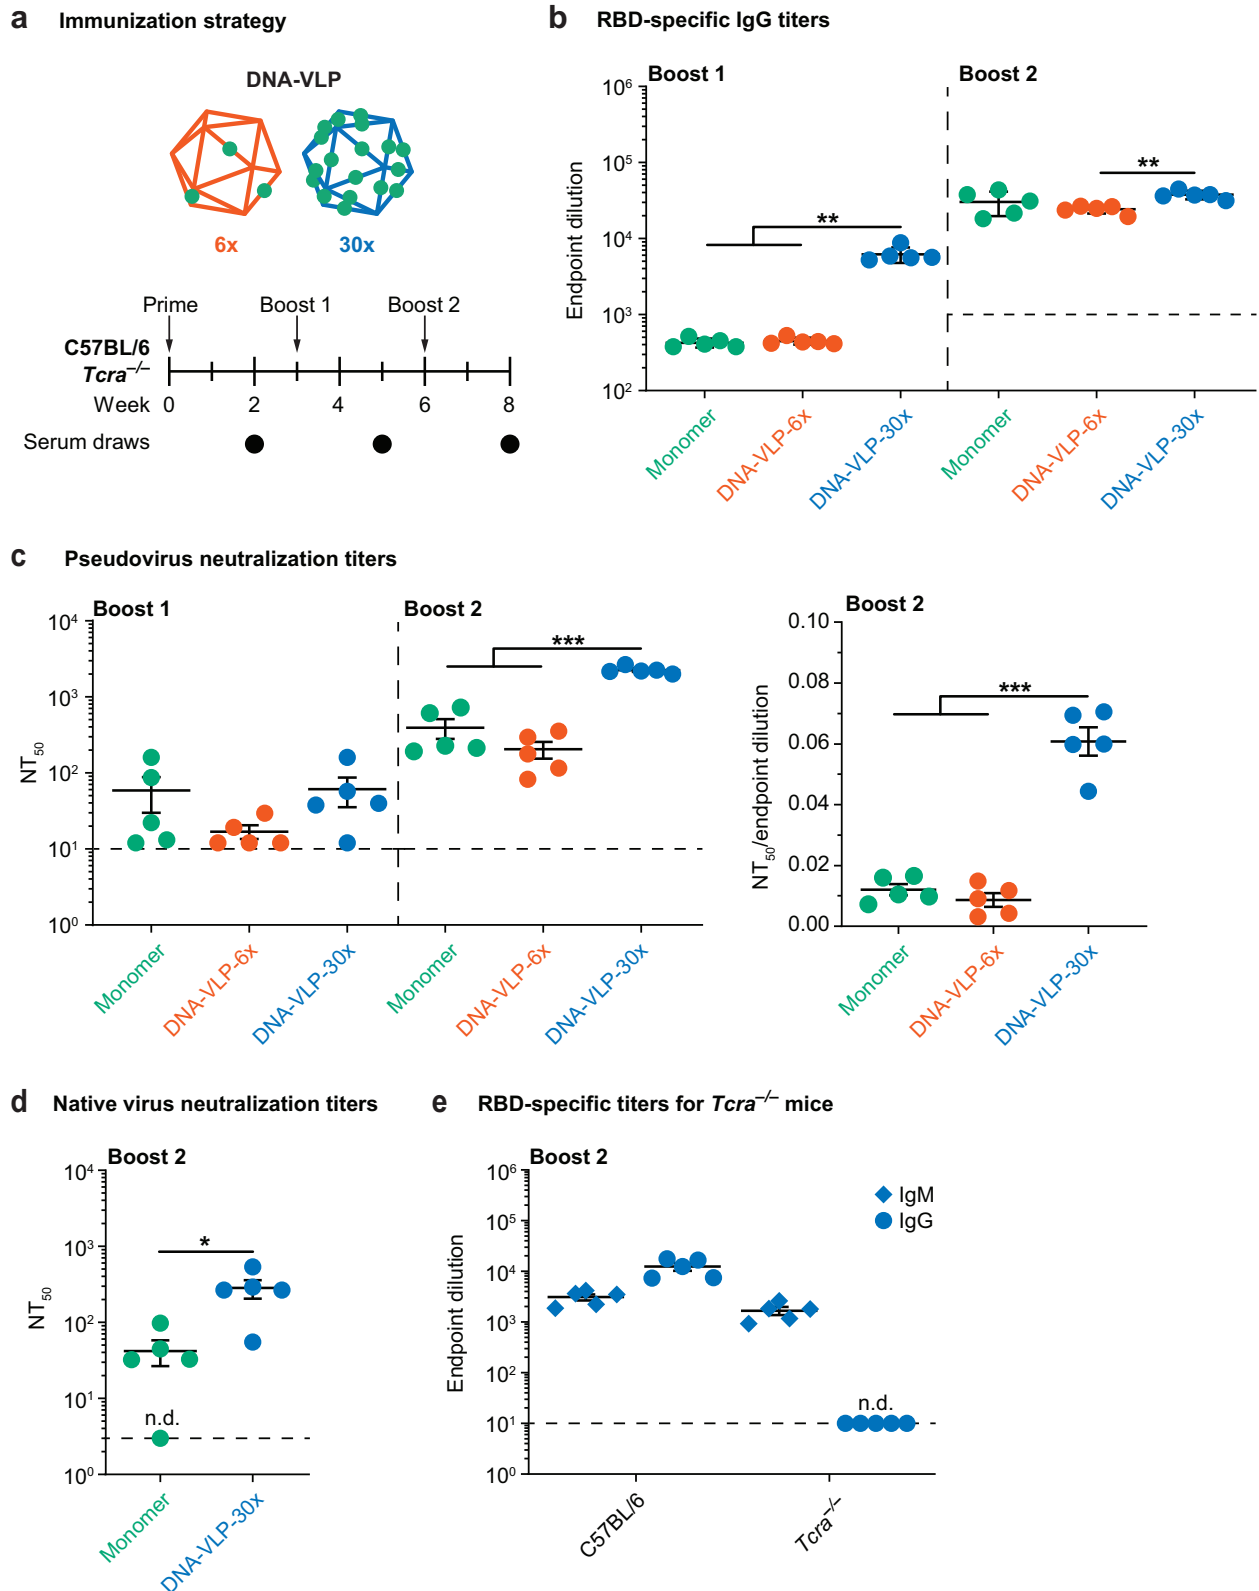 a Immunization strategy
DNA-VLP
6x 30x
Prime Boost 1 Boost 2
C57BL/6
Tcra–/–
Week 0 2 4 6 8
Serum draws
b RBD-specific IgG titers
Boost 1 Boost 2
Endpoint dilution
10⁶
10⁵
10⁴
10³
10²
** **
Monomer DNA-VLP-6x DNA-VLP-30x Monomer DNA-VLP-6x DNA-VLP-30x
c Pseudovirus neutralization titers
Boost 1 Boost 2
NT₅₀
10⁴
10³
10²
10¹
10⁰
***
Monomer DNA-VLP-6x DNA-VLP-30x Monomer DNA-VLP-6x DNA-VLP-30x
Boost 2
NT₅₀/endpoint dilution
0.10
0.08
0.06
0.04
0.02
0.00
***
Monomer DNA-VLP-6x DNA-VLP-30x
d Native virus neutralization titers
Boost 2
NT₅₀
10⁴
10³
10²
10¹
10⁰
*
n.d.
Monomer DNA-VLP-30x
e RBD-specific titers for Tcra–/– mice
Boost 2
Endpoint dilution
10⁶
10⁵
10⁴
10³
10²
10¹
10⁰
IgM
IgG
n.d.
C57BL/6 Tcra–/–